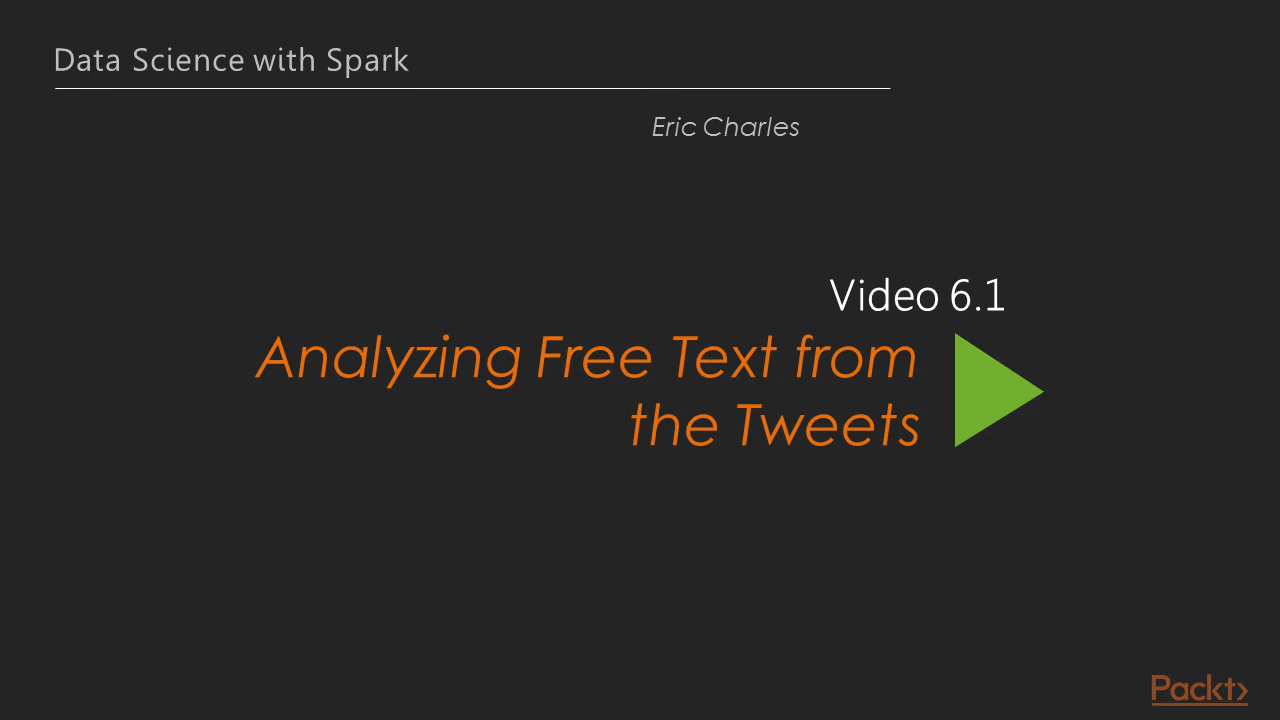 Data Science with Spark
Eric Charles
Video 6.1
Analyzing Free Text from
the Tweets
Packt>